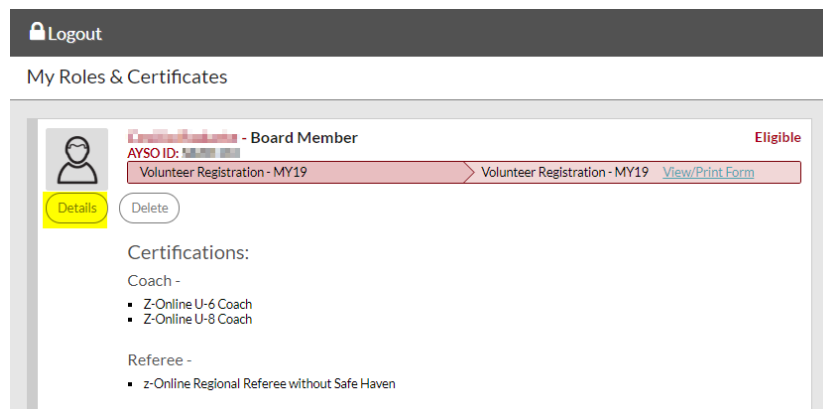 Logout
My Roles & Certificates
- Board Member
Eligible
AYSO ID:
Volunteer Registration - MY19
Volunteer Registration - MY19 View/Print Form
Details
Delete
Certifications:
Coach -
Z-Online U-6 Coach
Z-Online U-8 Coach
Referee -
z-Online Regional Referee without Safe Haven